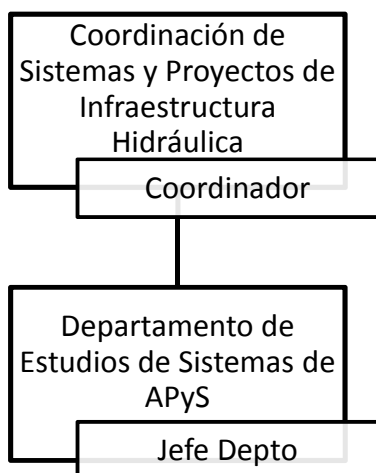 Coordinación de
Sistemas y Proyectos de
Infraestructura
Hidráulica
Coordinador
Departamento de
Estudios de Sistemas de
APyS
Jefe Depto